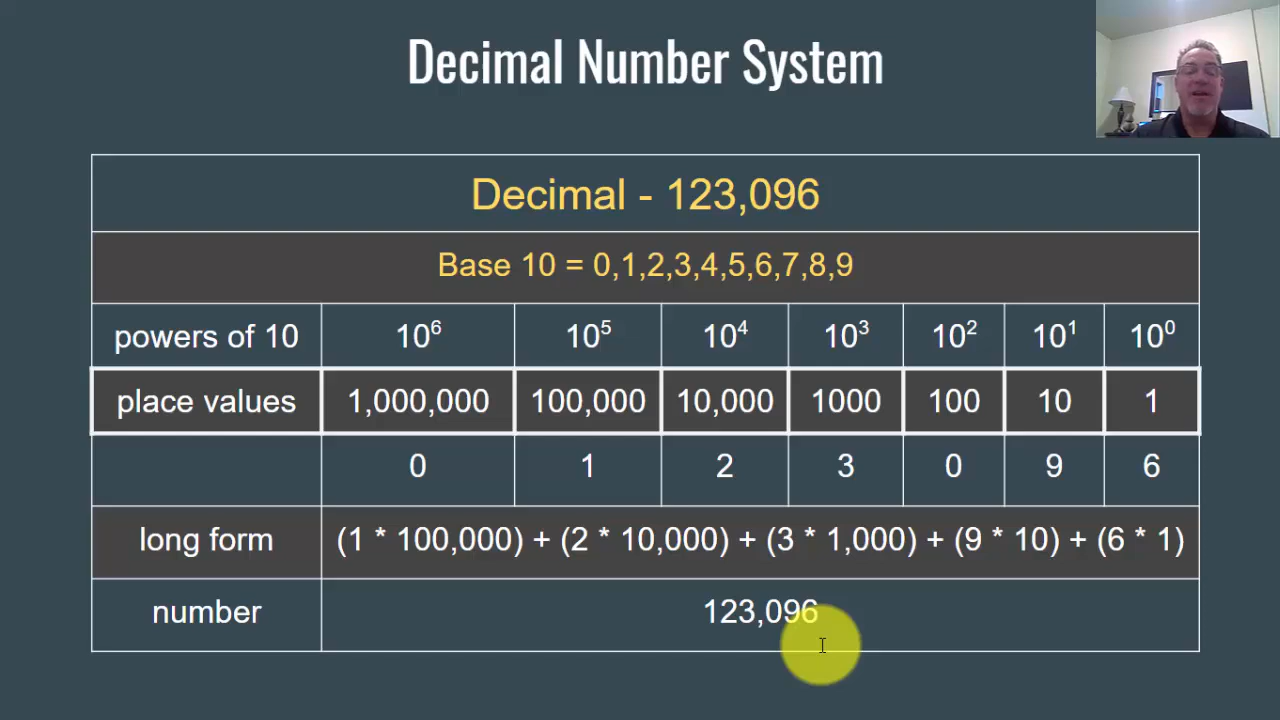 Decimal Number System
Decimal - 123,096
Base 10 = 0,1,2,3,4,5,6,7,8,9
powers of 10 10⁶ 10⁵ 10⁴ 10³ 10² 10¹ 10⁰
place values 1,000,000 100,000 10,000 1000 100 10 1
0 1 2 3 0 9 6
long form (1 * 100,000) + (2 * 10,000) + (3 * 1,000) + (9 * 10) + (6 * 1)
number 123,096